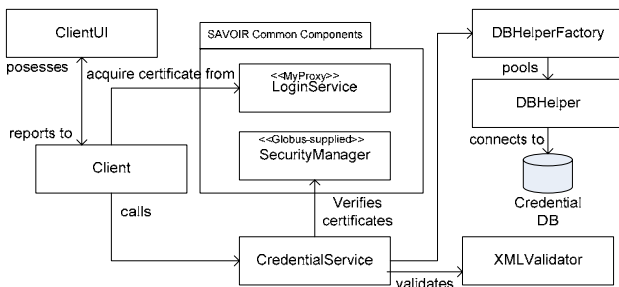 ClientUI
SAVOIR Common Components
DBHelperFactory
posesses
acquire certificate from
<<MyProxy>>
LoginService
pools
DBHelper
reports to
<<Globus-supplied>>
SecurityManager
connects to
Client
Credential
DB
calls
Verifies
certificates
CredentialService
XMLValidator
validates